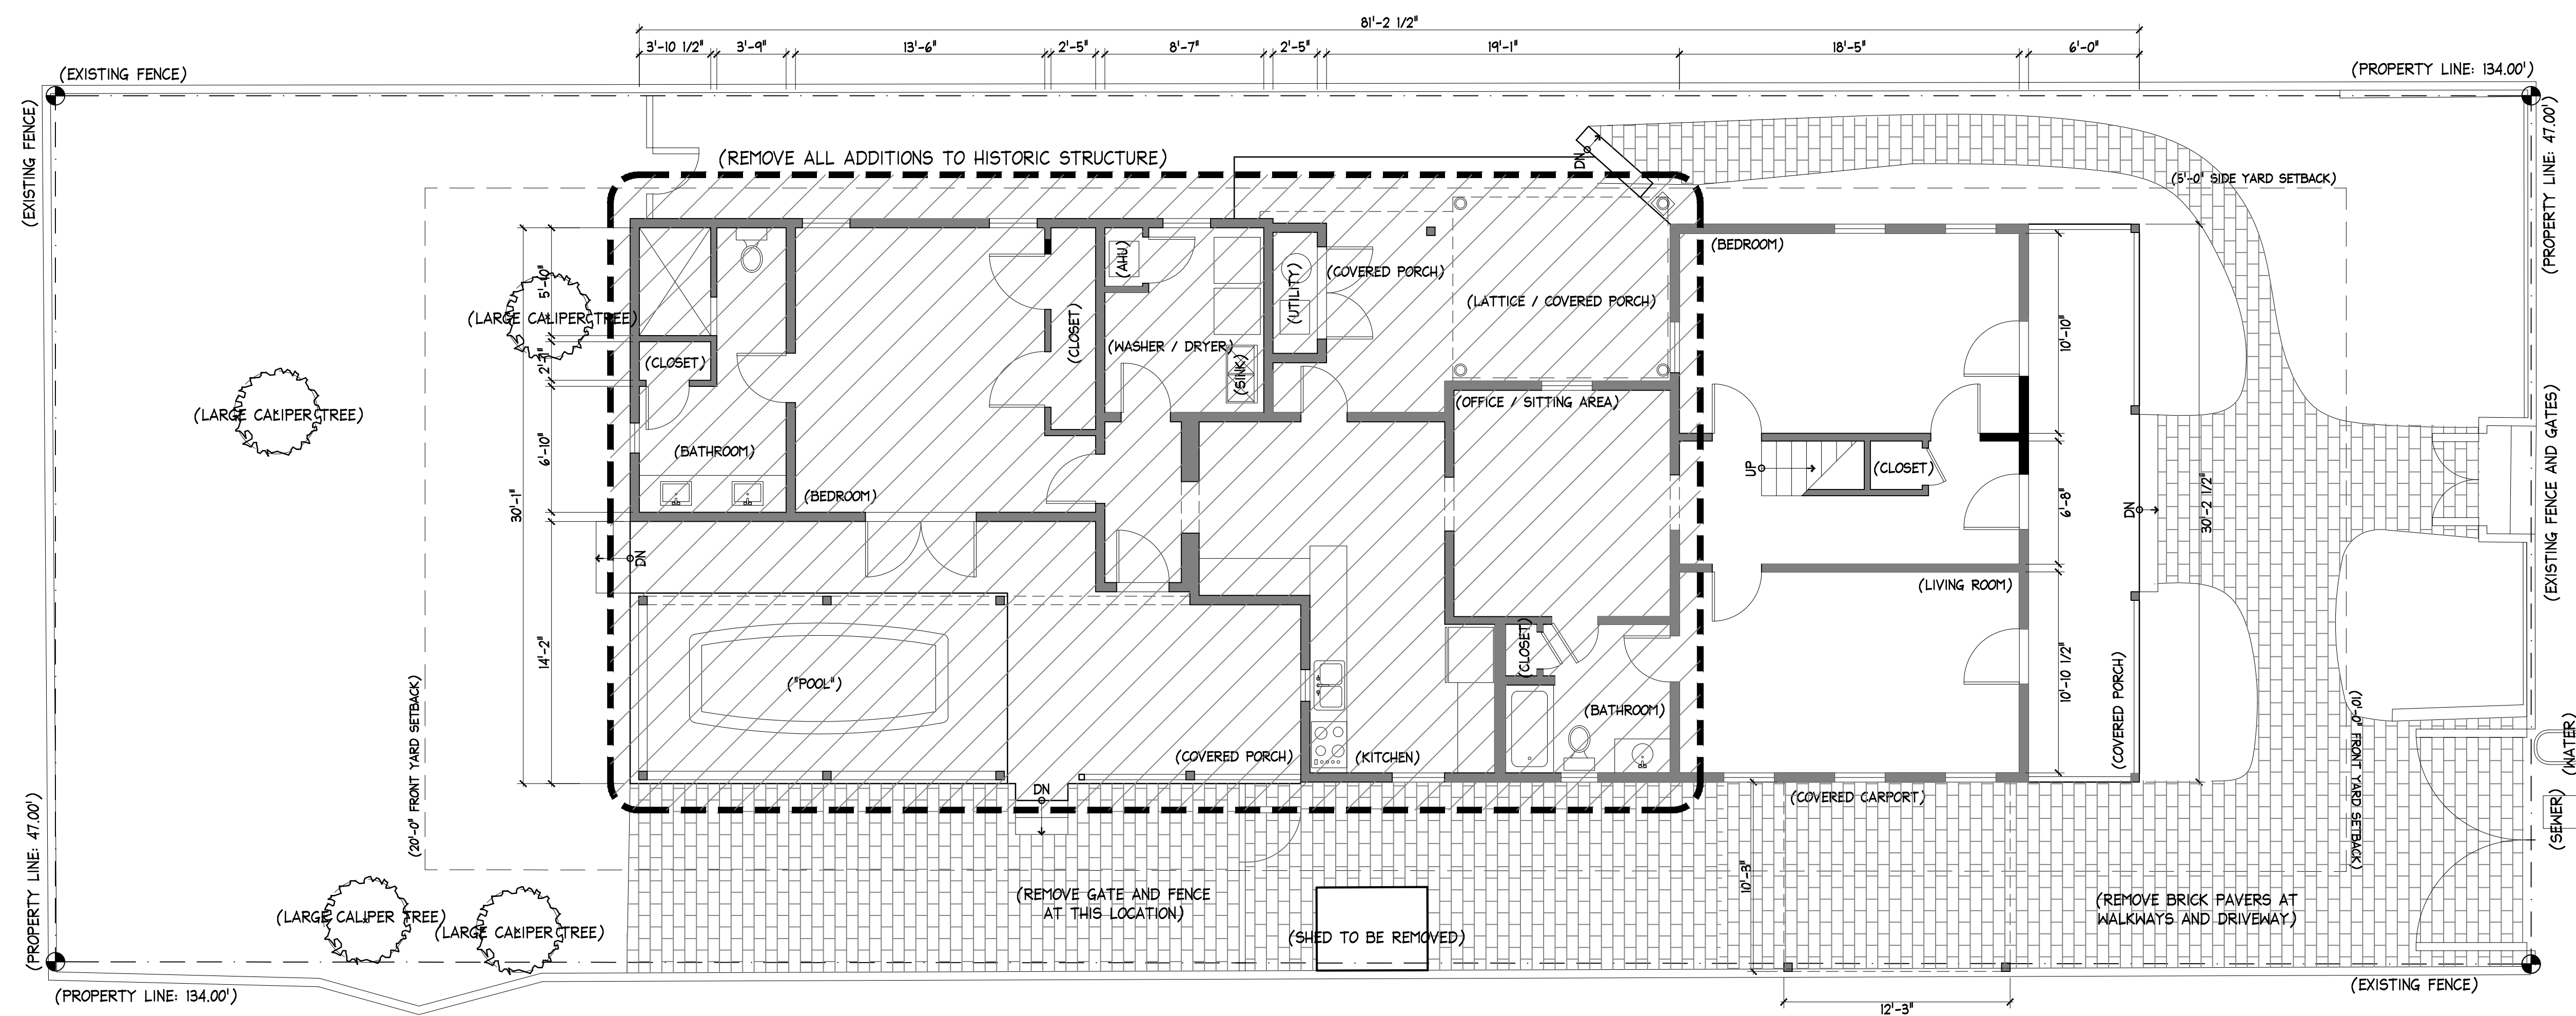 81'-2 1/2"
3'-10 1/2"
3'-9"
13'-6"
2'-5"
8'-7"
2'-5"
19'-1"
18'-5"
6'-0"
(EXISTING FENCE)
(PROPERTY LINE: 134.00')
(EXISTING FENCE)
(PROPERTY LINE: 47.00')
(REMOVE ALL ADDITIONS TO HISTORIC STRUCTURE)
DN
(5'-0" SIDE YARD SETBACK)
(BEDROOM)
(AHU)
(UTILITY)
(COVERED PORCH)
(LATTICE / COVERED PORCH)
5'-10"
(LARGE CALIPER TREE)
(CLOSET)
(WASHER / DRYER)
10'-10"
2'-1"
(CLOSET)
(SINK)
(OFFICE / SITTING AREA)
(LARGE CALIPER TREE)
6'-10"
(BATHROOM)
UP
(CLOSET)
(BEDROOM)
30'-1"
6'-8"
30'-2 1/2"
DN
(EXISTING FENCE AND GATES)
DN
(LIVING ROOM)
14'-2"
(CLOSET)
("POOL")
10'-10 1/2"
(COVERED PORCH)
(BATHROOM)
(20'-0" FRONT YARD SETBACK)
(10'-0" FRONT YARD SETBACK)
(WATER)
(COVERED PORCH)
(KITCHEN)
DN
(COVERED CARPORT)
(SEWER)
(PROPERTY LINE: 47.00')
10'-3"
(REMOVE GATE AND FENCE
AT THIS LOCATION)
(REMOVE BRICK PAVERS AT
WALKWAYS AND DRIVEWAY)
(LARGE CALIPER TREE)
(LARGE CALIPER TREE)
(SHED TO BE REMOVED)
(PROPERTY LINE: 134.00')
(EXISTING FENCE)
12'-3"